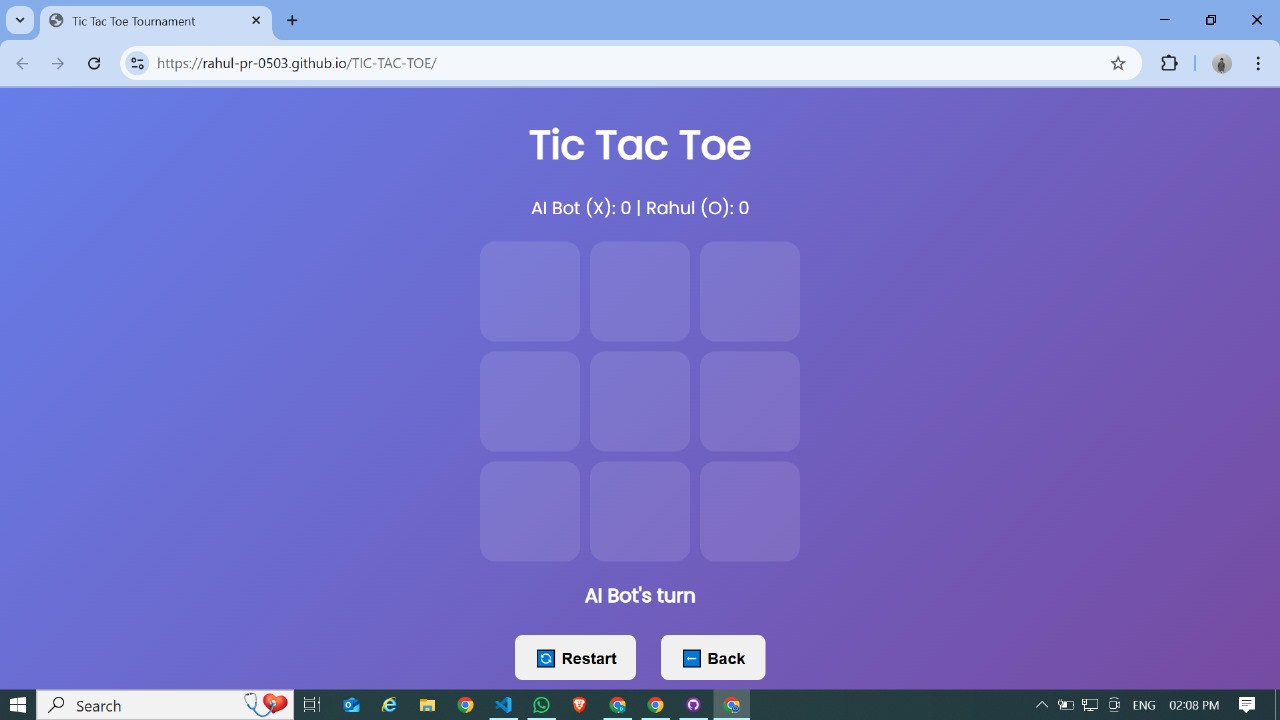 Tic Tac Toe Tournament
https://rahul-pr-0503.github.io/TIC-TAC-TOE/
Tic Tac Toe
AI Bot (X): 0 | Rahul (O): 0
AI Bot's turn
Restart
Back
Search
ENG
02:08 PM